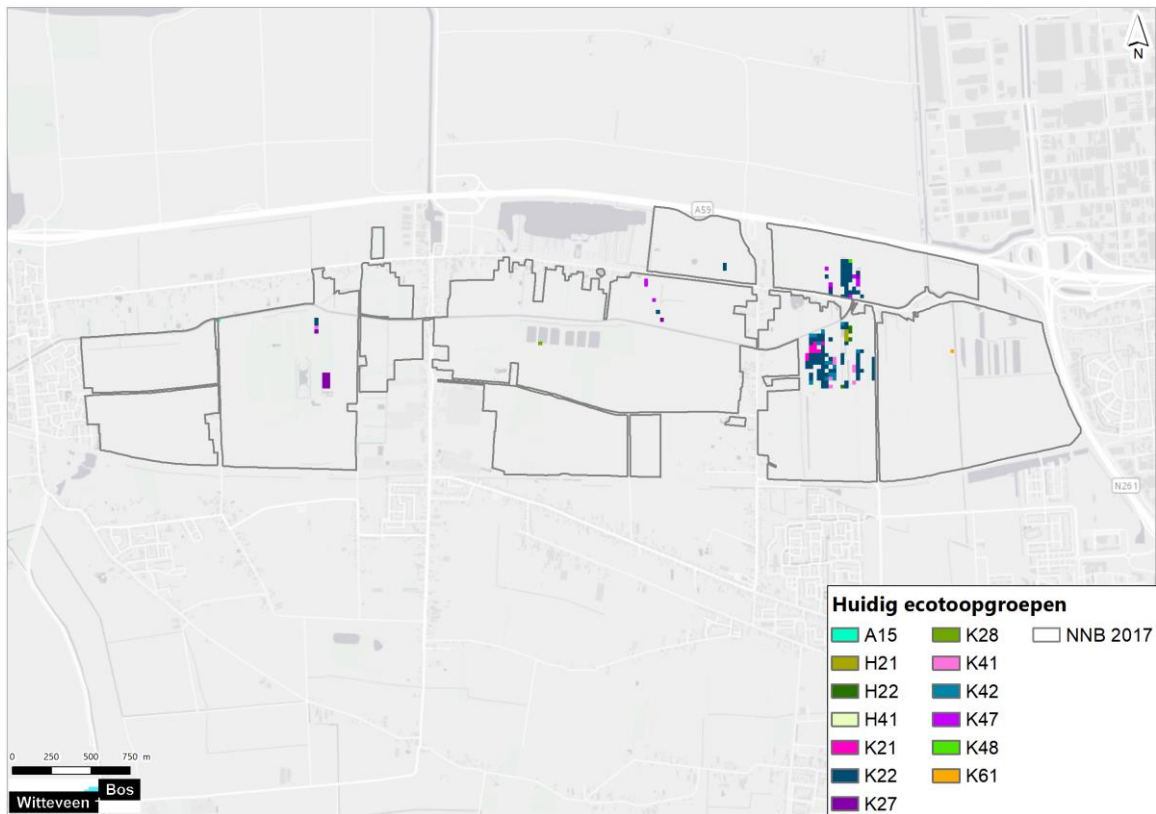 N
A59
N261
Huidig ecotoopgroepen
A15
H21
H22
H41
K21
K22
K27
K28
K41
K42
K47
K48
K61
NNB 2017
0 250 500 750 m
Witteveen
Bos